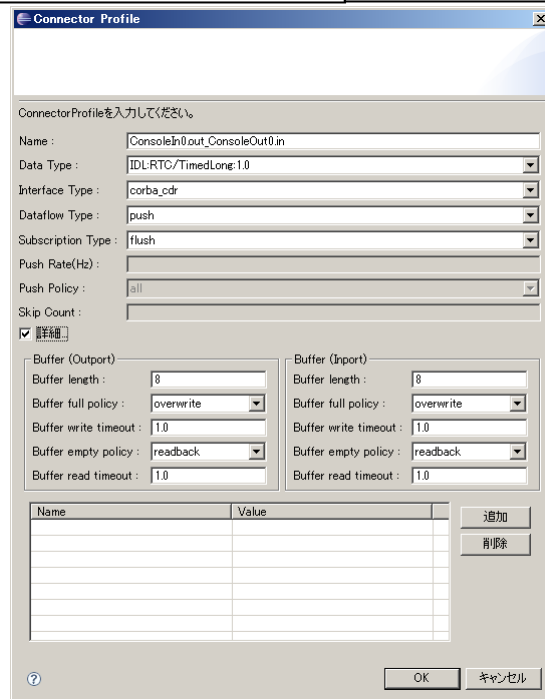 Connector Profile
ConnectorProfileを入力してください。
Name : ConsoleIn0.out_ConsoleOut0.in
Data Type : IDL:RTC/TimedLong:1.0
Interface Type : corba_cdr
Dataflow Type : push
Subscription Type : flush
Push Rate(Hz) :
Push Policy : all
Skip Count :
詳細...
Buffer (Outport) Buffer (Inport)
Buffer length : 8 Buffer length : 8
Buffer full policy : overwrite Buffer full policy : overwrite
Buffer write timeout : 1.0 Buffer write timeout : 1.0
Buffer empty policy : readback Buffer empty policy : readback
Buffer read timeout : 1.0 Buffer read timeout : 1.0
Name Value 追加
削除
? OK キャンセル